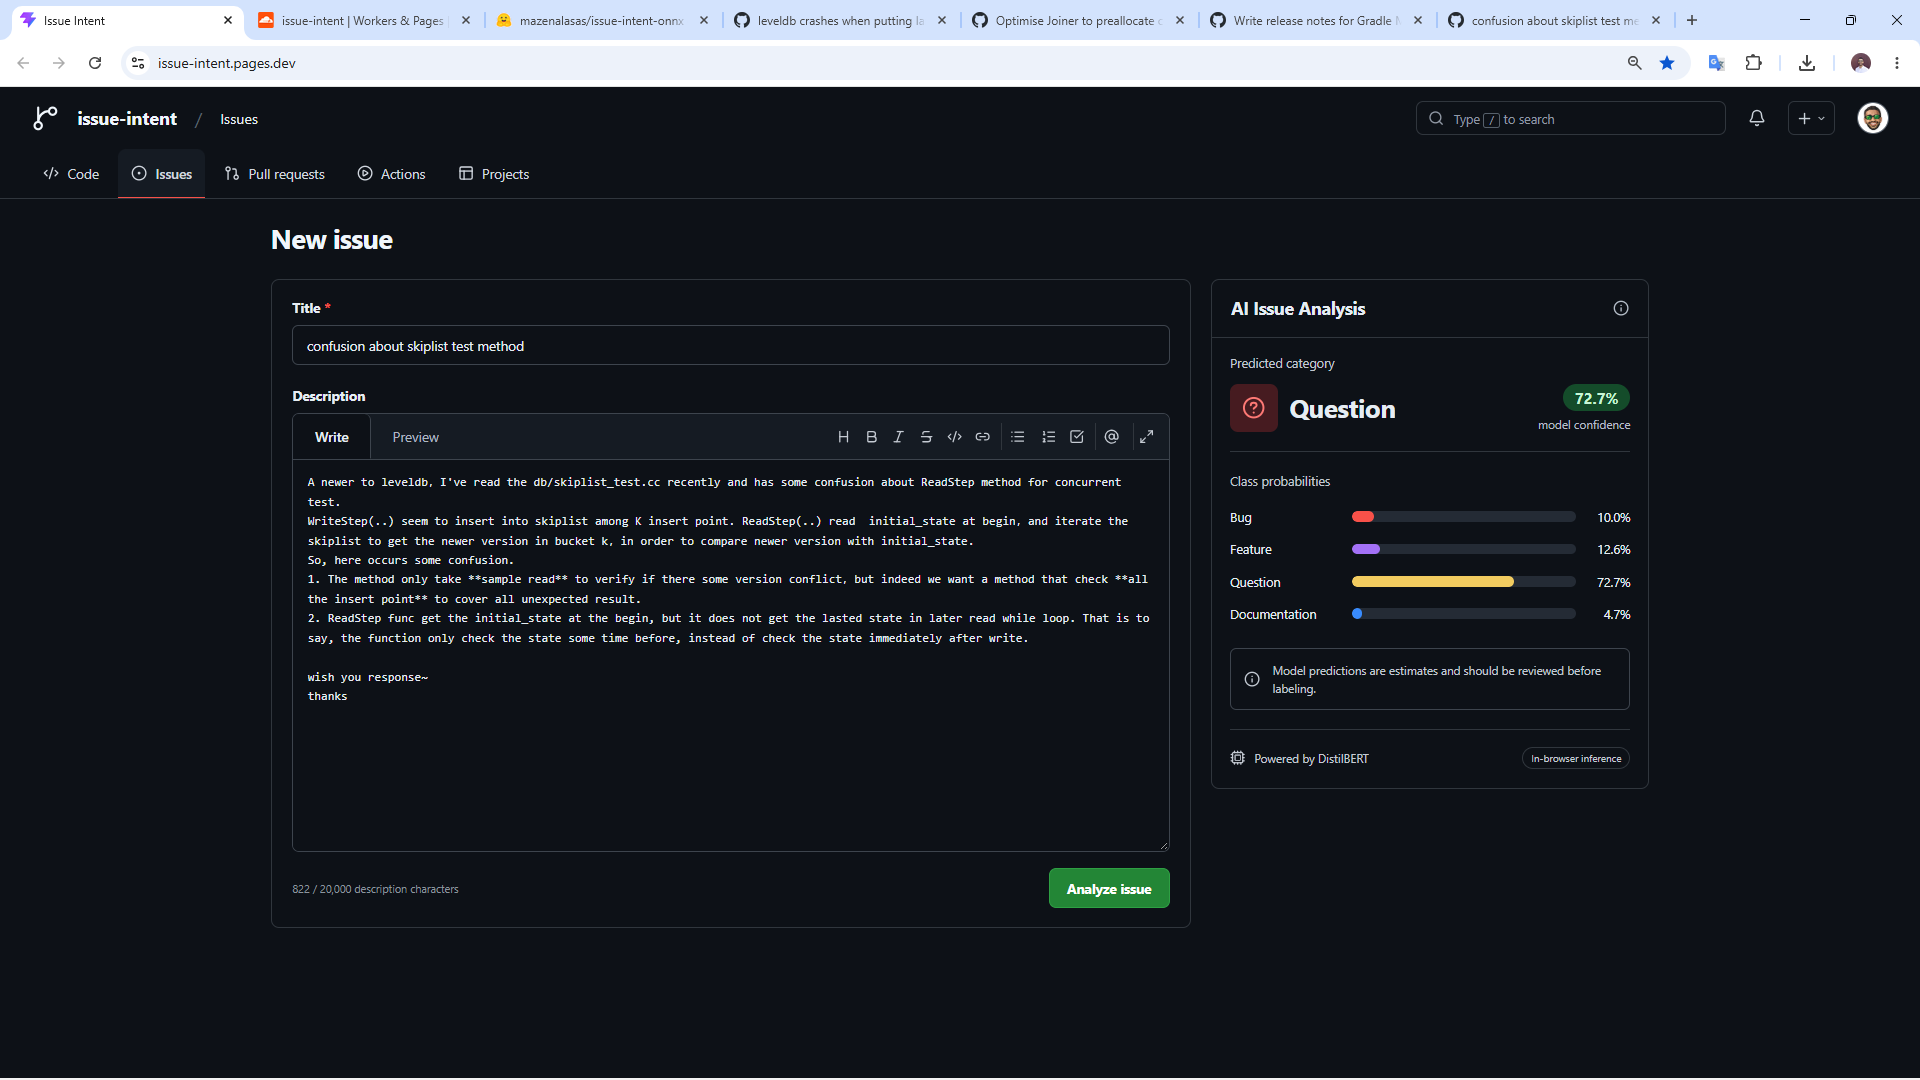 Issue Intent
issue-intent | Workers & Pages
mazenalasas/issue-intent-onnx
leveldb crashes when putting la
Optimise Joiner to preallocate
Write release notes for Gradle
confusion about skiplist test me
issue-intent.pages.dev
issue-intent / Issues
Type / to search
Code
Issues
Pull requests
Actions
Projects
New issue
Title *
confusion about skiplist test method
Description
Write
Preview
A newer to leveldb, I've read the db/skiplist_test.cc recently and has some confusion about ReadStep method for concurrent
test.
WriteStep(..) seem to insert into skiplist among K insert point. ReadStep(..) read  initial_state at begin, and iterate the
skiplist to get the newer version in bucket k, in order to compare newer version with initial_state.
So, here occurs some confusion.
1. The method only take **sample read** to verify if there some version conflict, but indeed we want a method that check **all
the insert point** to cover all unexpected result.
2. ReadStep func get the initial_state at the begin, but it does not get the lasted state in later read while loop. That is to
say, the function only check the state some time before, instead of check the state immediately after write.
wish you response~
thanks
822 / 20,000 description characters
Analyze issue
AI Issue Analysis
Predicted category
Question
72.7%
model confidence
Class probabilities
Bug 10.0%
Feature 12.6%
Question 72.7%
Documentation 4.7%
Model predictions are estimates and should be reviewed before
labeling.
Powered by DistilBERT
In-browser inference